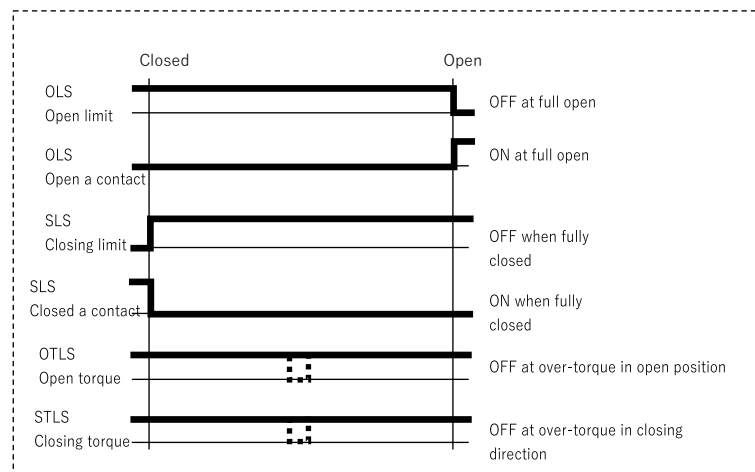 Closed Open
OLS
Open limit
OFF at full open
OLS
Open a contact
ON at full open
SLS
Closing limit
OFF when fully
closed
SLS
Closed a contact
ON when fully
closed
OTLS
Open torque
OFF at over-torque in open position
STLS
Closing torque
OFF at over-torque in closing
direction